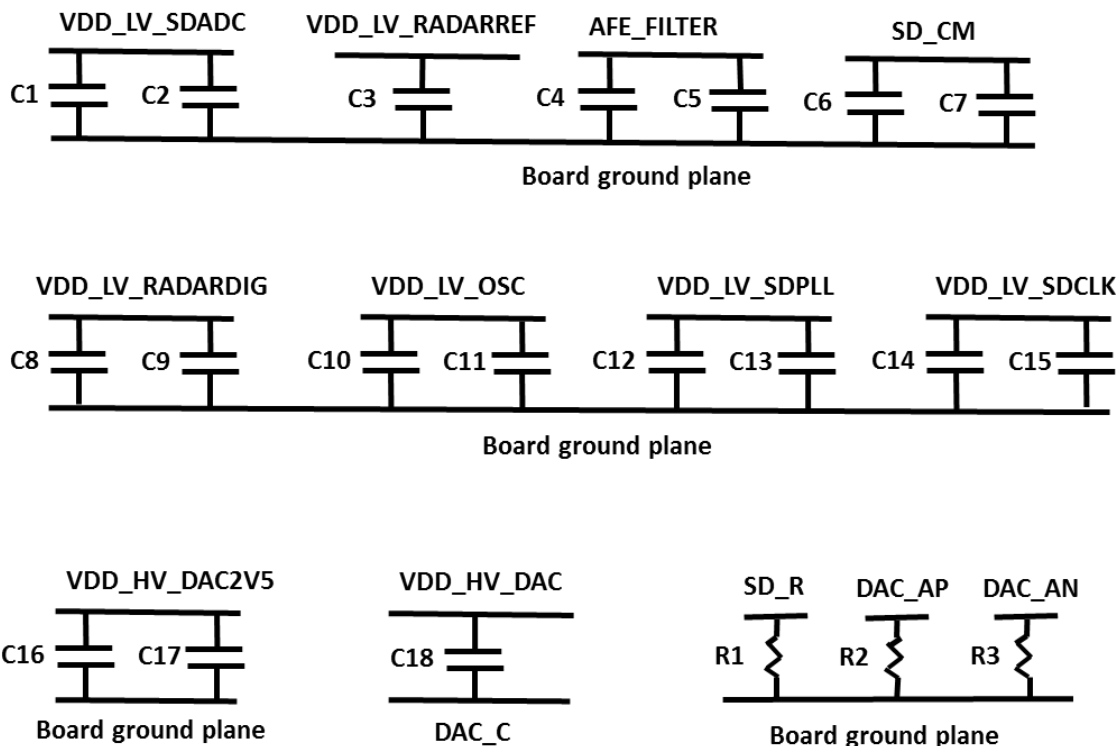 VDD_LV_SDADC VDD_LV_RADARREF AFE_FILTER SD_CM
C1 C2 C3 C4 C5 C6 C7
Board ground plane
VDD_LV_RADARDIG VDD_LV_OSC VDD_LV_SDPLL VDD_LV_SDCLK
C8 C9 C10 C11 C12 C13 C14 C15
Board ground plane
VDD_HV_DAC2V5 VDD_HV_DAC SD_R DAC_AP DAC_AN
C16 C17 C18 R1 R2 R3
Board ground plane DAC_C Board ground plane